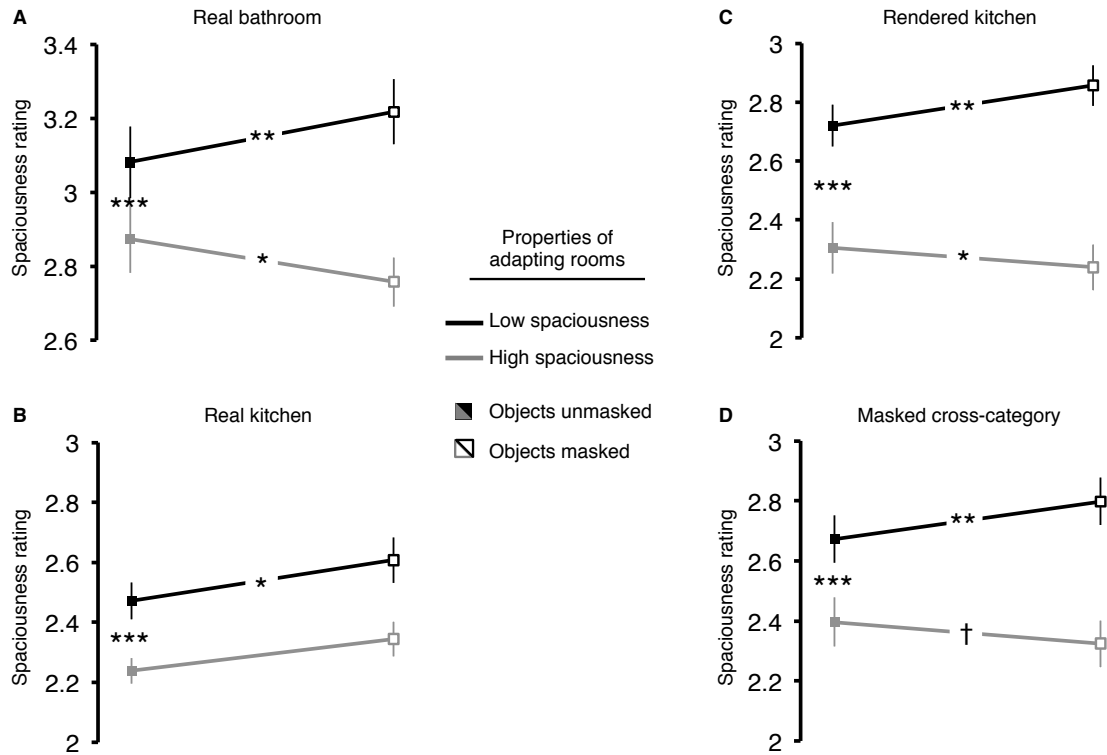 A Real bathroom
Spaciousness rating
3.4
3.2
3
2.8
2.6
**
***
*
B Real kitchen
Spaciousness rating
3
2.8
2.6
2.4
2.2
2
*
***
Properties of
adapting rooms
Low spaciousness
High spaciousness
Objects unmasked
Objects masked
C Rendered kitchen
Spaciousness rating
3
2.8
2.6
2.4
2.2
2
**
***
*
D Masked cross-category
Spaciousness rating
3
2.8
2.6
2.4
2.2
2
**
***
†